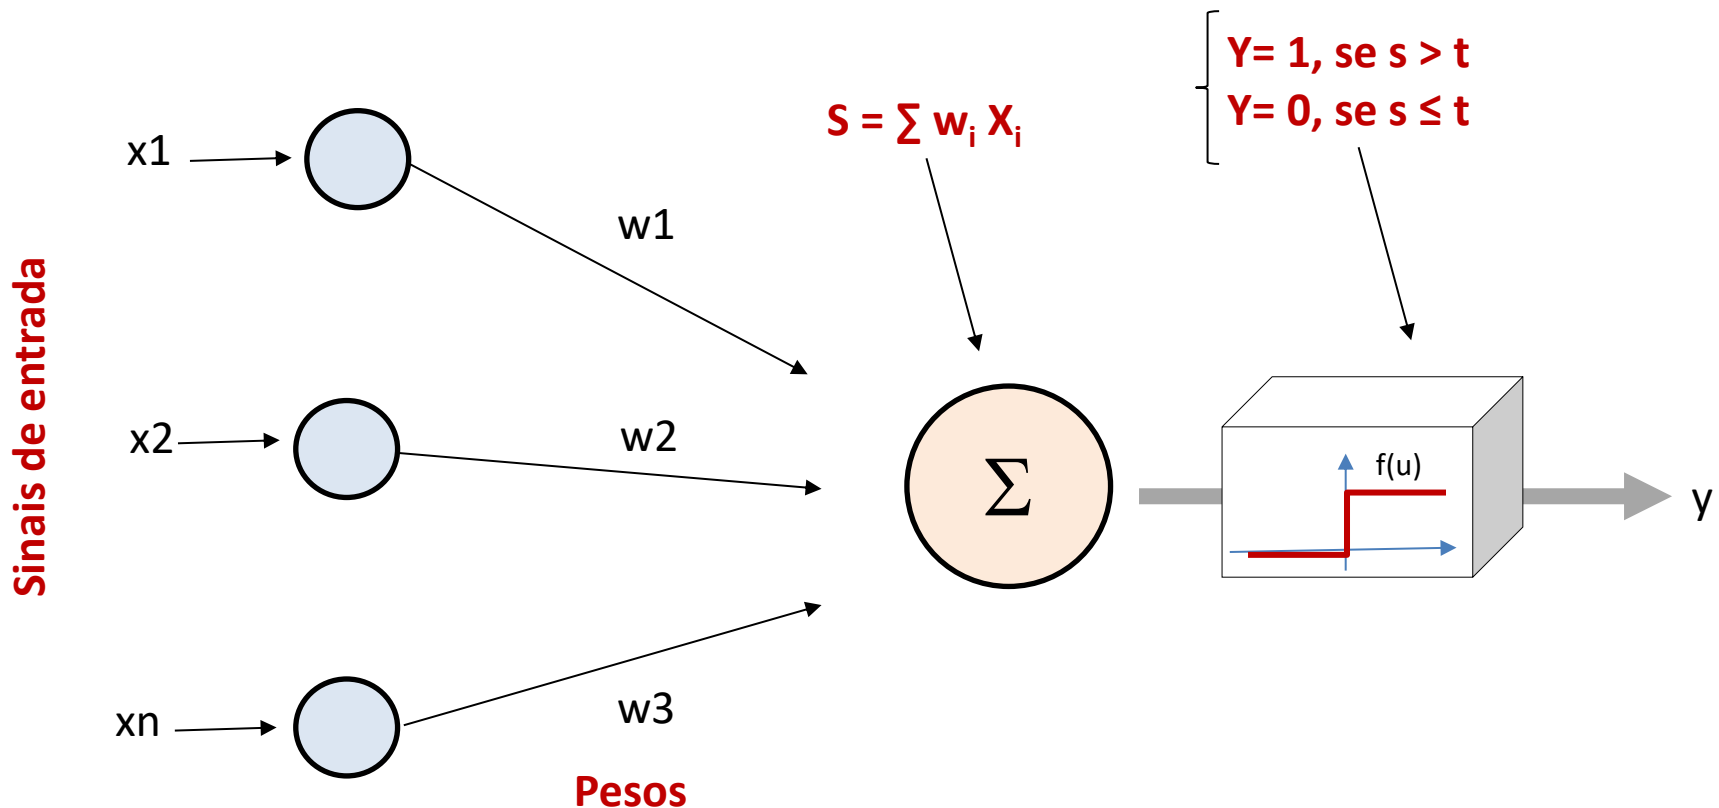 Y= 1, se s > t
Y= 0, se s ≤ t
S = ∑ wᵢ Xᵢ
x1
w1
Sinais de entrada
x2
w2
Σ
f(u)
y
xn
w3
Pesos